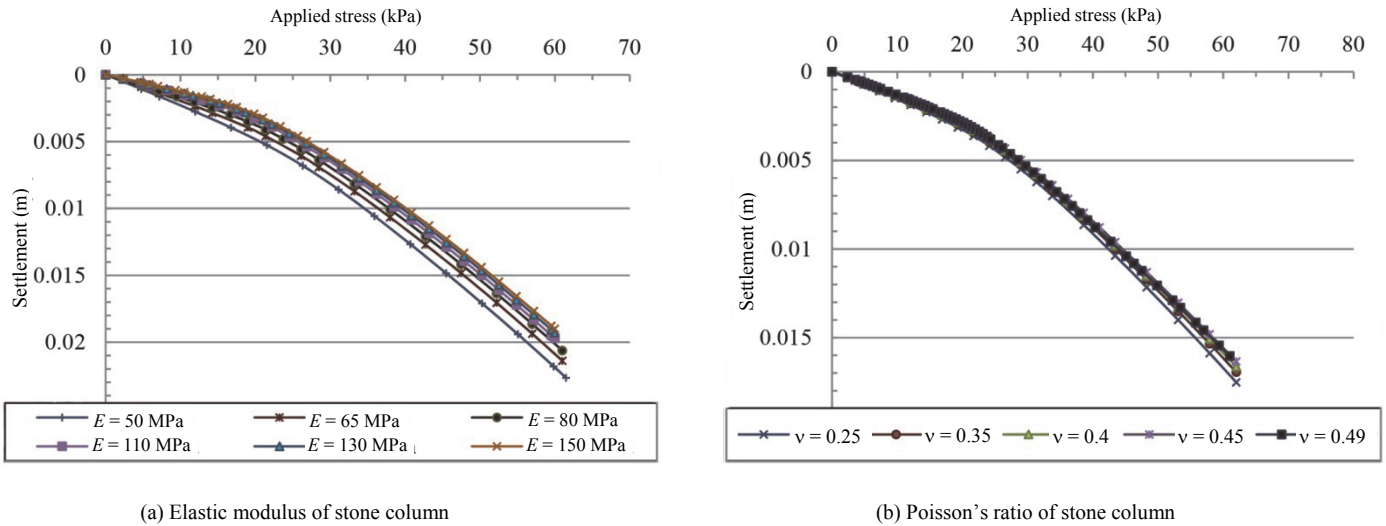 Applied stress (kPa)
0 10 20 30 40 50 60 70
0
0.005
0.01
0.015
0.02
Settlement (m)
E = 50 MPa E = 65 MPa E = 80 MPa
E = 110 MPa E = 130 MPa E = 150 MPa
(a) Elastic modulus of stone column
Applied stress (kPa)
0 10 20 30 40 50 60 70 80
0
0.005
0.01
0.015
Settlement (m)
ν = 0.25 ν = 0.35 ν = 0.4 ν = 0.45 ν = 0.49
(b) Poisson’s ratio of stone column